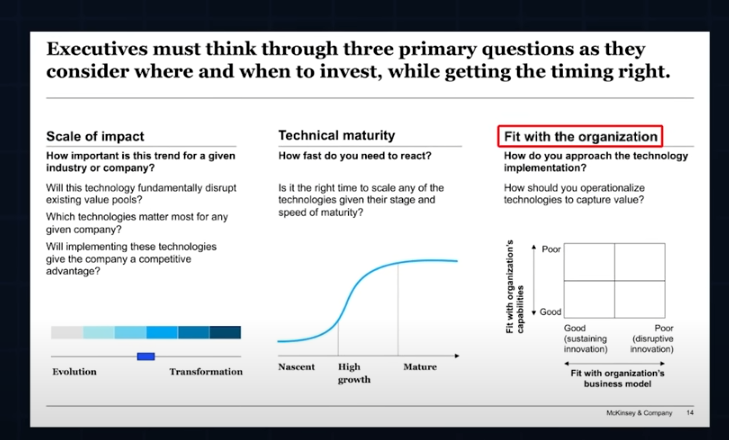 Executives must think through three primary questions as they
consider where and when to invest, while getting the timing right.
Scale of impact
How important is this trend for a given
industry or company?
Will this technology fundamentally disrupt
existing value pools?
Which technologies matter most for any
given company?
Will implementing these technologies
give the company a competitive
advantage?
Evolution
Transformation
Technical maturity
How fast do you need to react?
Is it the right time to scale any of the
technologies given their stage and
speed of maturity?
Nascent
High
growth
Mature
Fit with the organization
How do you approach the technology
implementation?
How should you operationalize
technologies to capture value?
Fit with organization's
capabilities
Poor
Good
Good
(sustaining
innovation)
Poor
(disruptive
innovation)
Fit with organization's
business model
McKinsey & Company 14